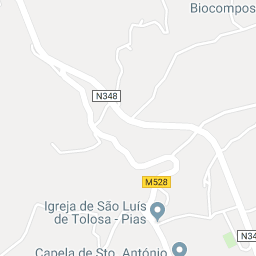 Biocompos
N348
M528
Igreja de São Luís
de Tolosa - Pias
N34
Capela de Sto. António